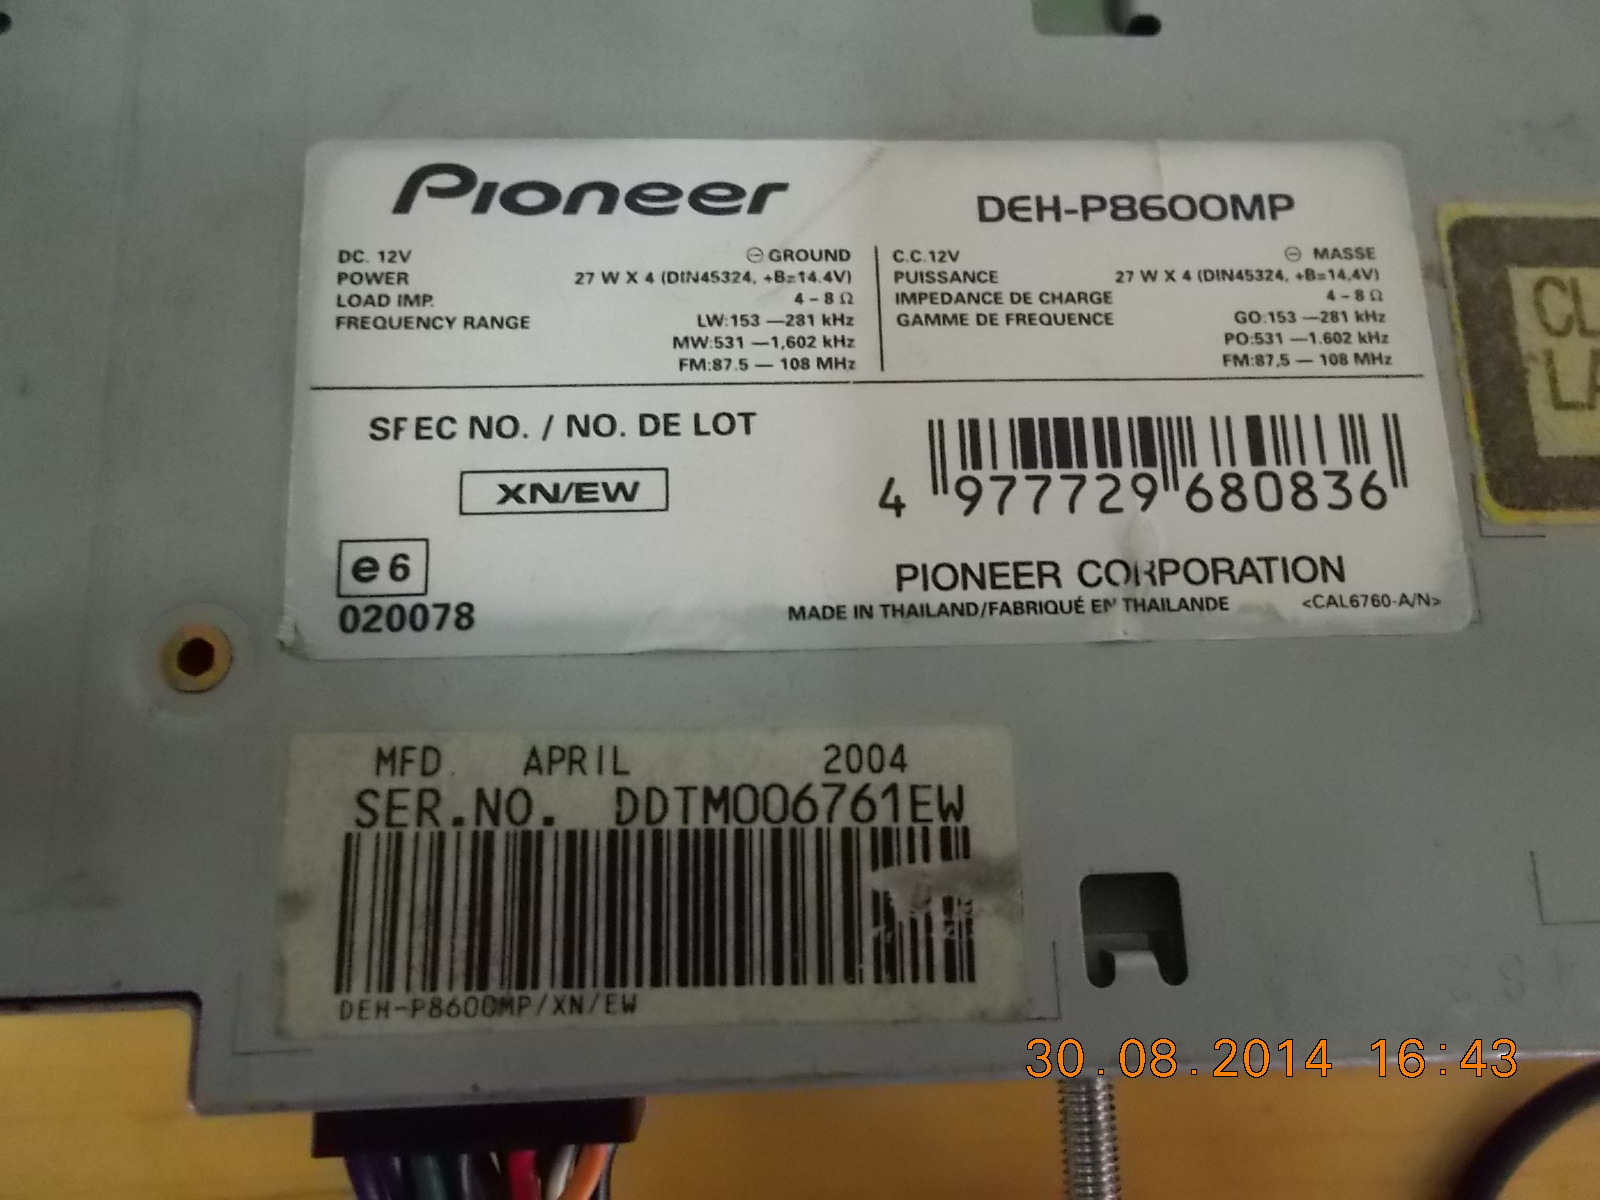 Pioneer
DEH-P8600MP
DC. 12V ⊖ GROUND
POWER 27 W X 4 (DIN45324, +B=14.4V)
LOAD IMP. 4 – 8 Ω
FREQUENCY RANGE LW:153 —281 kHz
MW:531 —1,602 kHz
FM:87.5 — 108 MHz
C.C.12V ⊖ MASSE
PUISSANCE 27 W X 4 (DIN45324, +B=14,4V)
IMPEDANCE DE CHARGE 4 – 8 Ω
GAMME DE FREQUENCE GO:153 —281 kHz
PO:531 —1.602 kHz
FM:87,5 — 108 MHz
SPEC NO. / NO. DE LOT
XN/EW
4 977729 680836
e6
020078
PIONEER CORPORATION
MADE IN THAILAND/FABRIQUÉ EN THAILANDE <CAL6760-A/N>
CL
LA
MFD. APRIL 2004
SER.NO. DDTM006761EW
DEH-P8600MP/XN/EW
30.08.2014 16:43